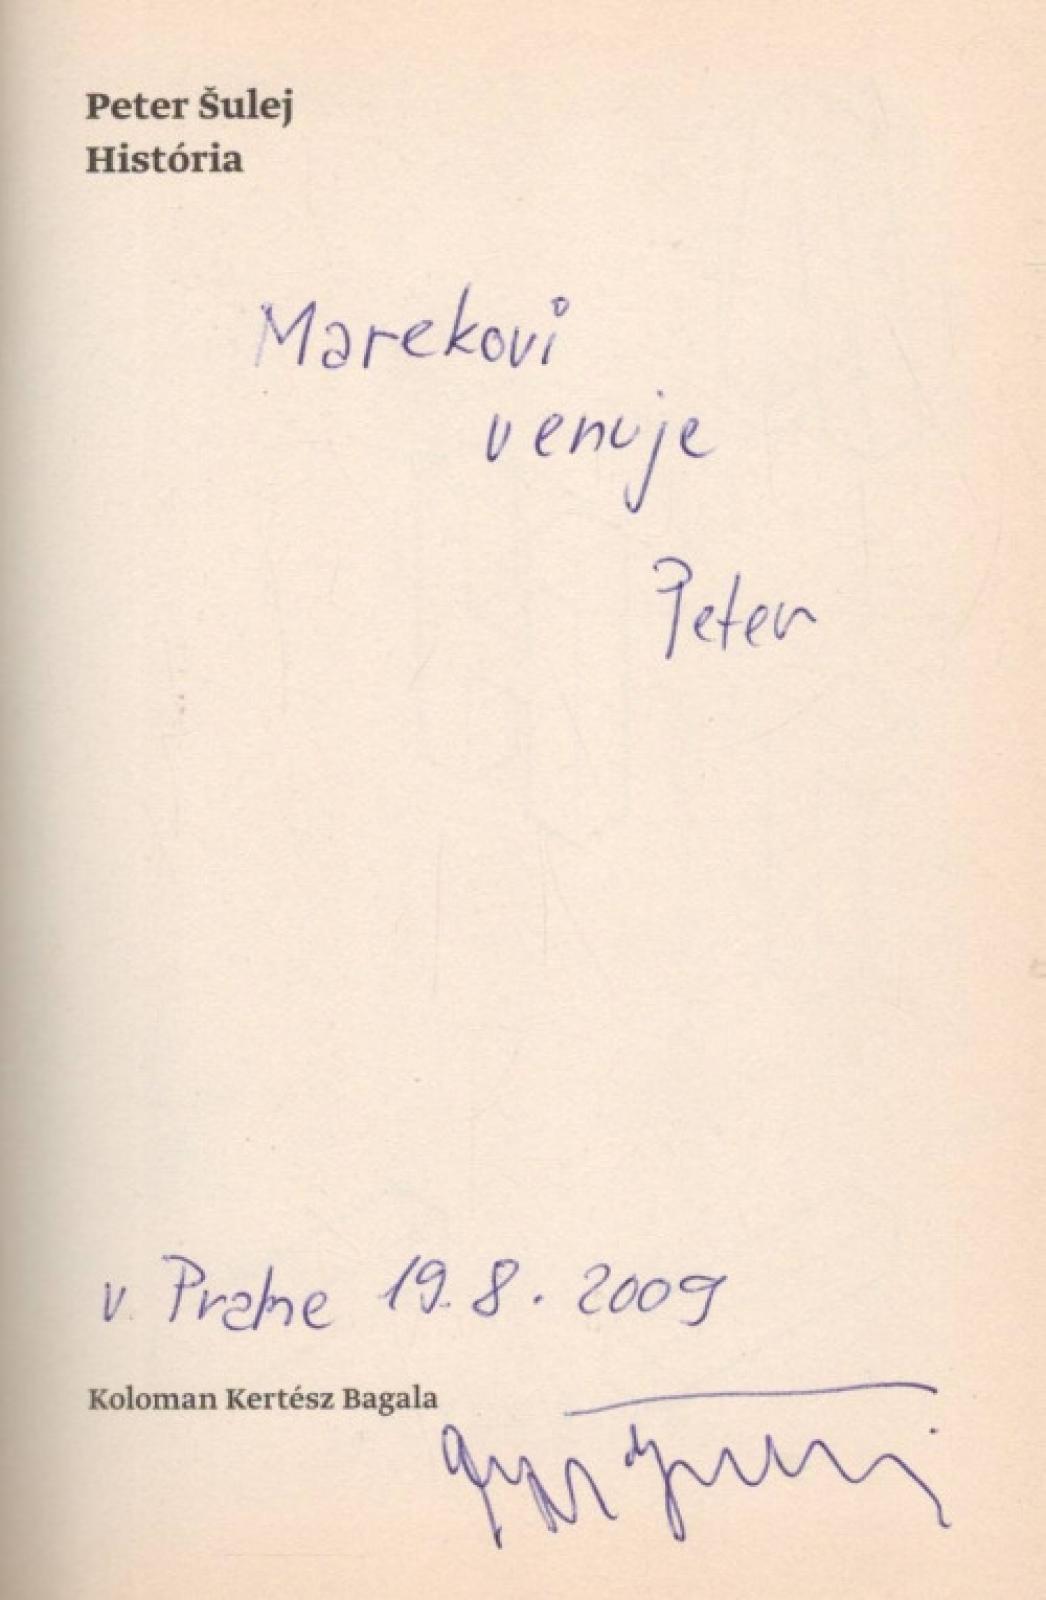 Peter Šulej
História
Marekovi
venuje
Peter
v Prahe 19. 8. 2009
Koloman Kertész Bagala